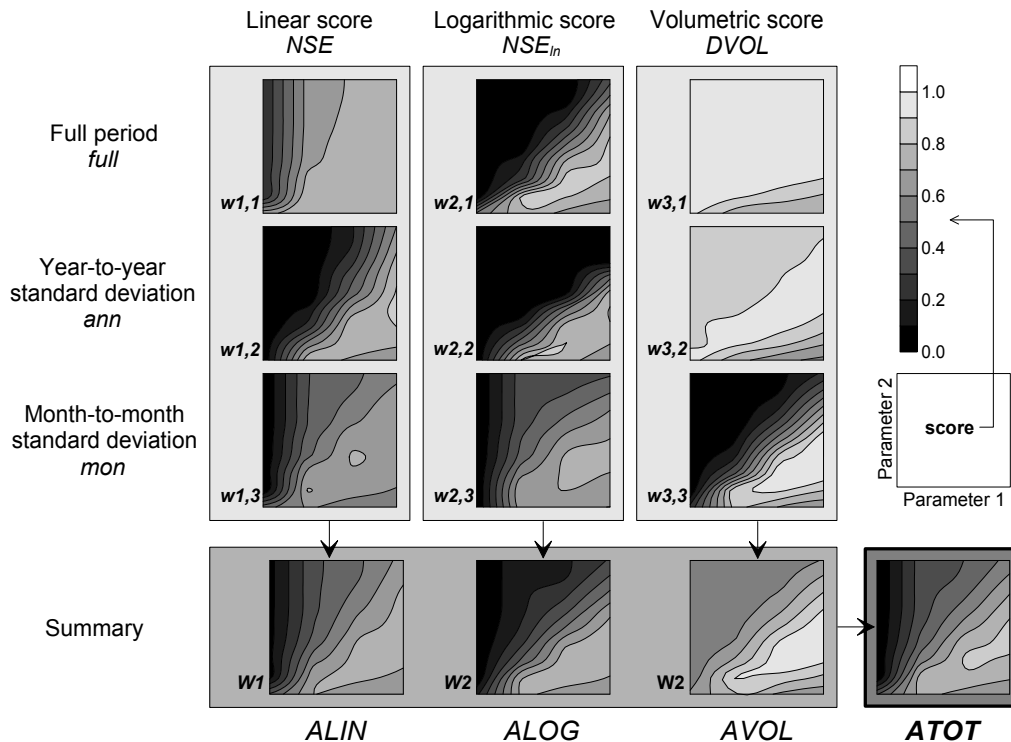 Linear score
NSE
Logarithmic score
NSEln
Volumetric score
DVOL
Full period
full
w1,1
w2,1
w3,1
Year-to-year
standard deviation
ann
w1,2
w2,2
w3,2
Month-to-month
standard deviation
mon
w1,3
w2,3
w3,3
1.0
0.8
0.6
0.4
0.2
0.0
Parameter 2
score
Parameter 1
Summary
W1
W2
W2
ALIN
ALOG
AVOL
ATOT